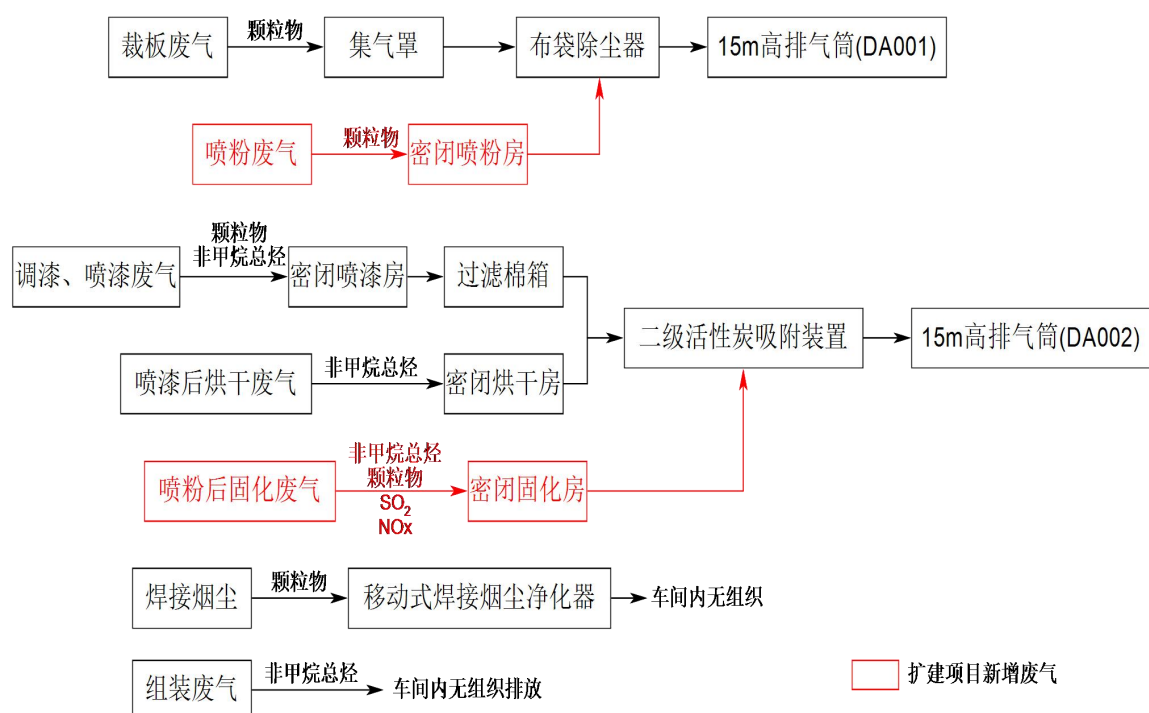 裁板废气
颗粒物
集气罩
布袋除尘器
15m高排气筒(DA001)
喷粉废气
颗粒物
密闭喷粉房
调漆、喷漆废气
颗粒物
非甲烷总烃
密闭喷漆房
过滤棉箱
二级活性炭吸附装置
15m高排气筒(DA002)
喷漆后烘干废气
非甲烷总烃
密闭烘干房
喷粉后固化废气
非甲烷总烃
颗粒物
SO₂
NOx
密闭固化房
焊接烟尘
颗粒物
移动式焊接烟尘净化器
车间内无组织
组装废气
非甲烷总烃
车间内无组织排放
扩建项目新增废气